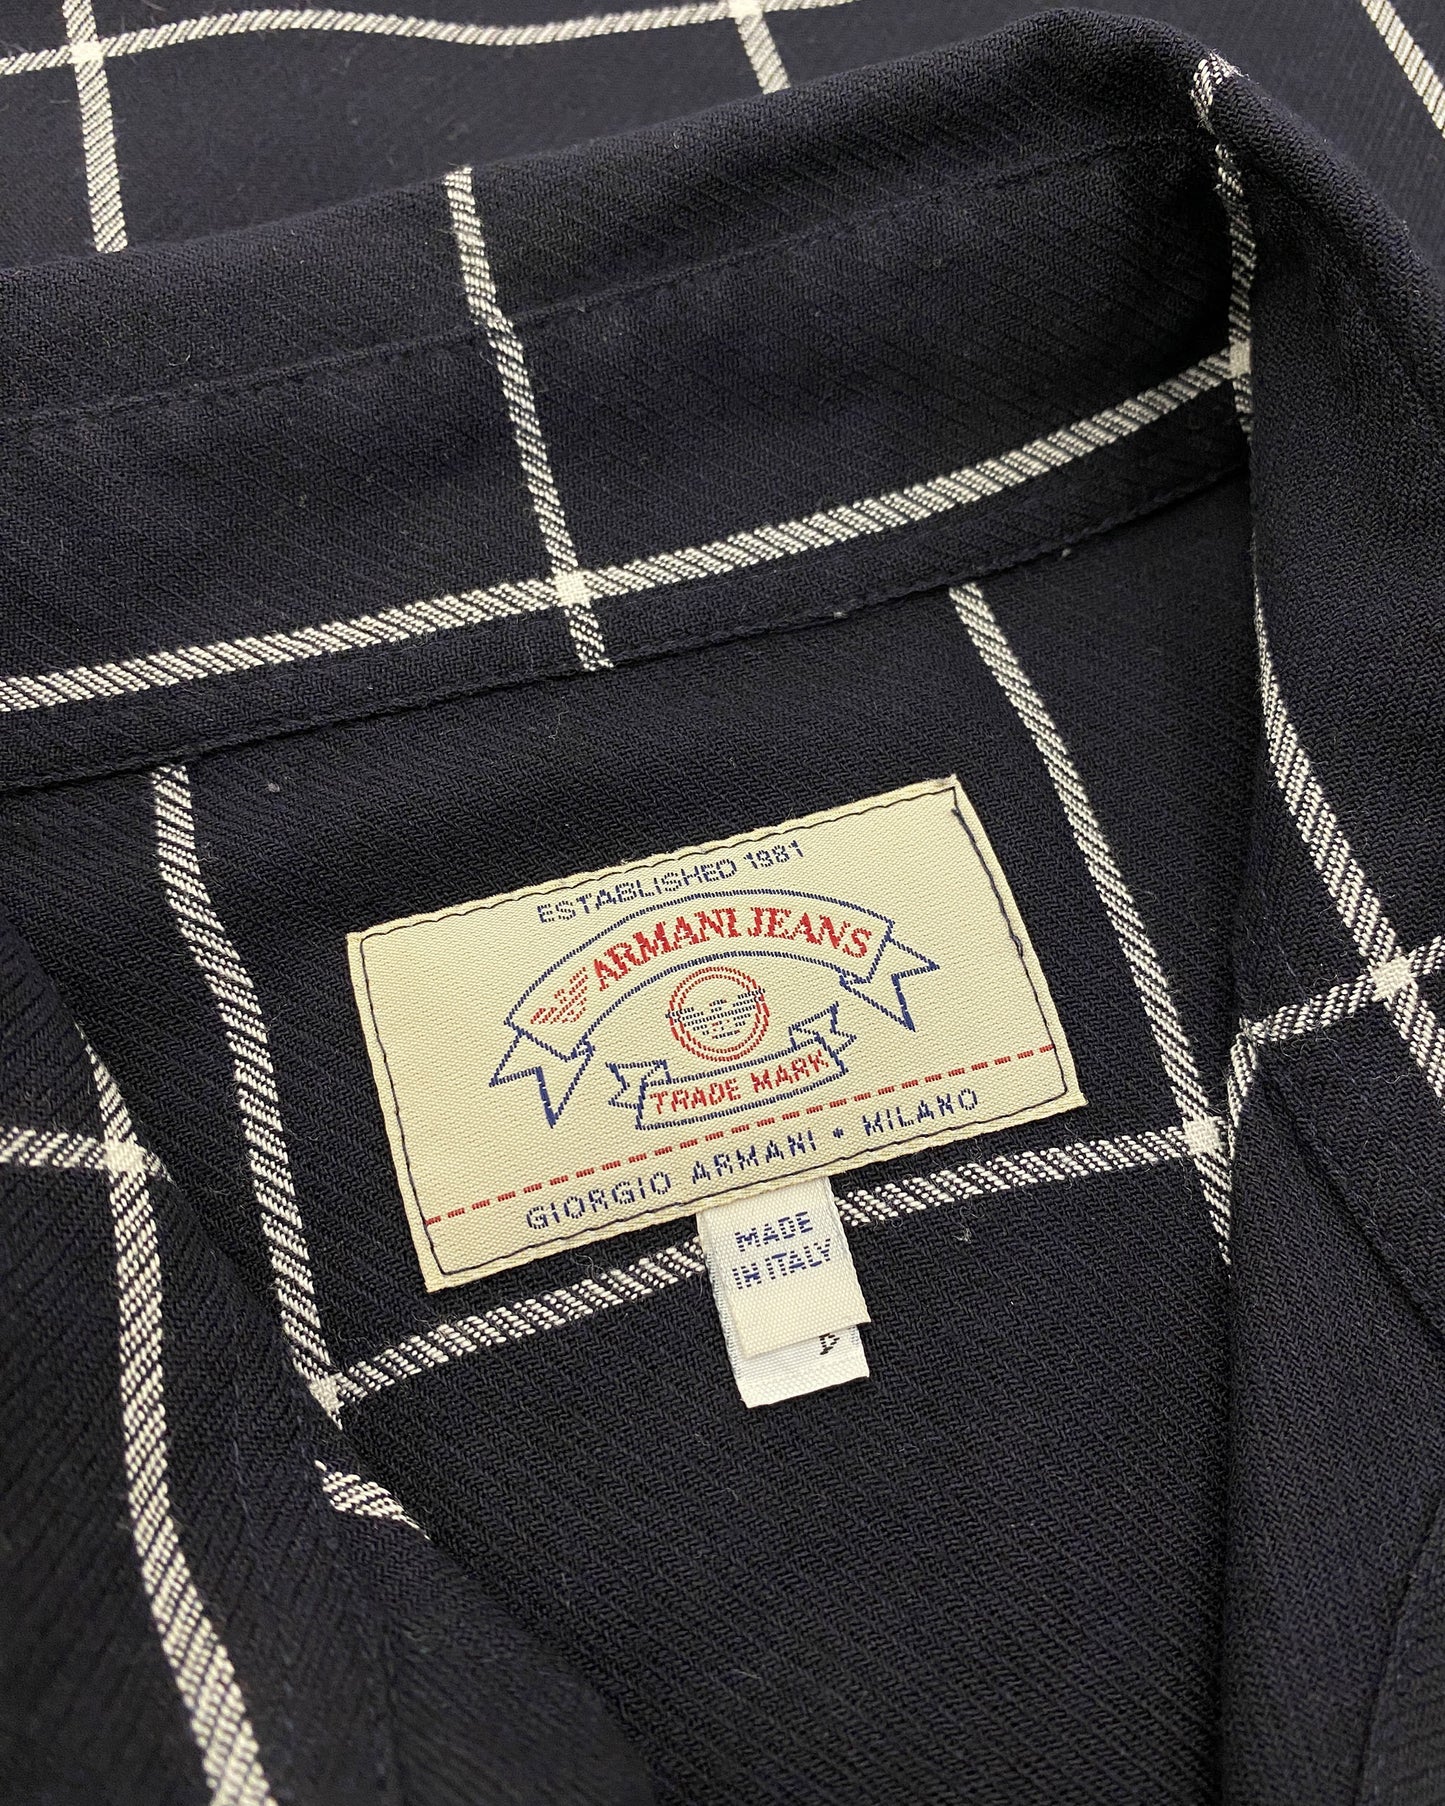 ESTABLISHED 1981
ARMANI JEANS
TRADE MARK
GIORGIO ARMANI • MILANO
MADE
IN ITALY